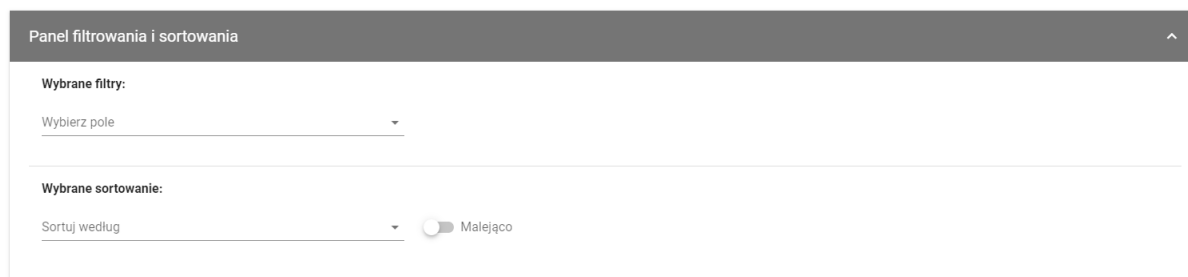 Panel filtrowania i sortowania
Wybrane filtry:
Wybierz pole
Wybrane sortowanie:
Sortuj według
Malejąco